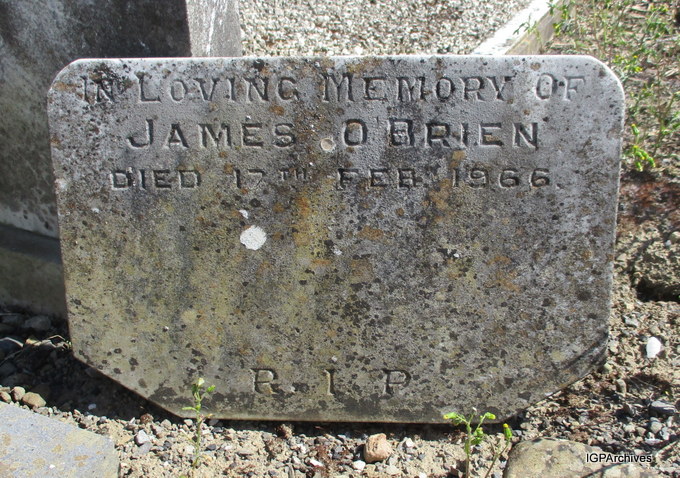 IN LOVING MEMORY OF
JAMES O'BRIEN
DIED 17TH FEB 1966.
R. I. P.
IGPArchives